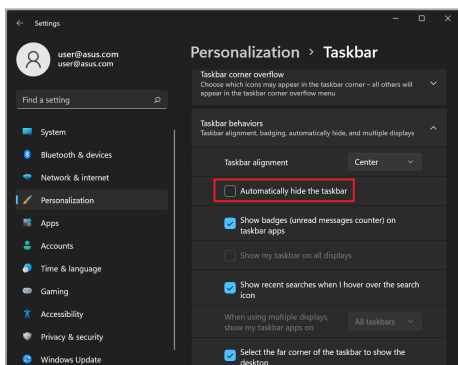 Settings
user@asus.com
user@asus.com
Find a setting
System
Bluetooth & devices
Network & internet
Personalization
Apps
Accounts
Time & language
Gaming
Accessibility
Privacy & security
Windows Update
Personalization > Taskbar
Taskbar corner overflow
Choose which icons may appear in the taskbar corner – all others will
appear in the taskbar corner overflow menu
Taskbar behaviors
Taskbar alignment, badging, automatically hide, and multiple displays
Taskbar alignment
Center
Automatically hide the taskbar
Show badges (unread messages counter) on
taskbar apps
Show my taskbar on all displays
Show recent searches when I hover over the search
icon
When using multiple displays,
show my taskbar apps on
All taskbars
Select the far corner of the taskbar to show the
desktop